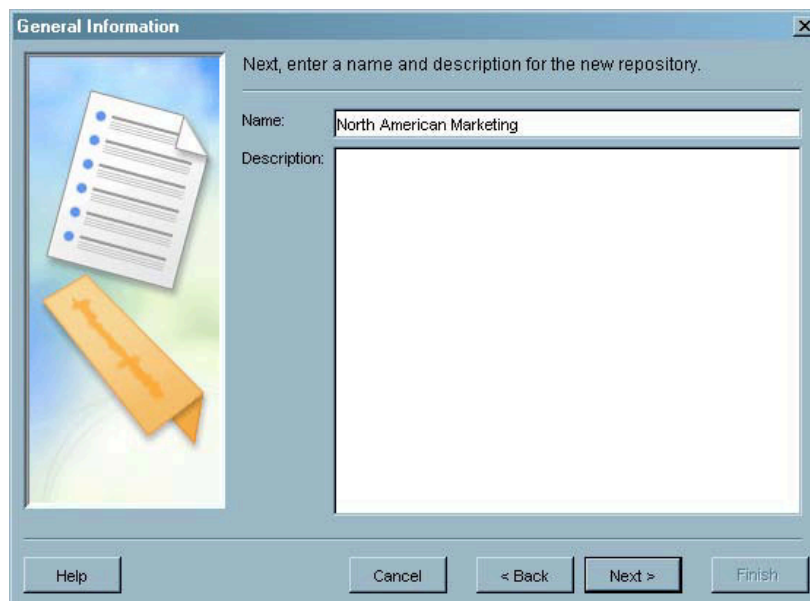 General Information
Next, enter a name and description for the new repository.
Name:
North American Marketing
Description:
Help
Cancel
< Back
Next >
Finish